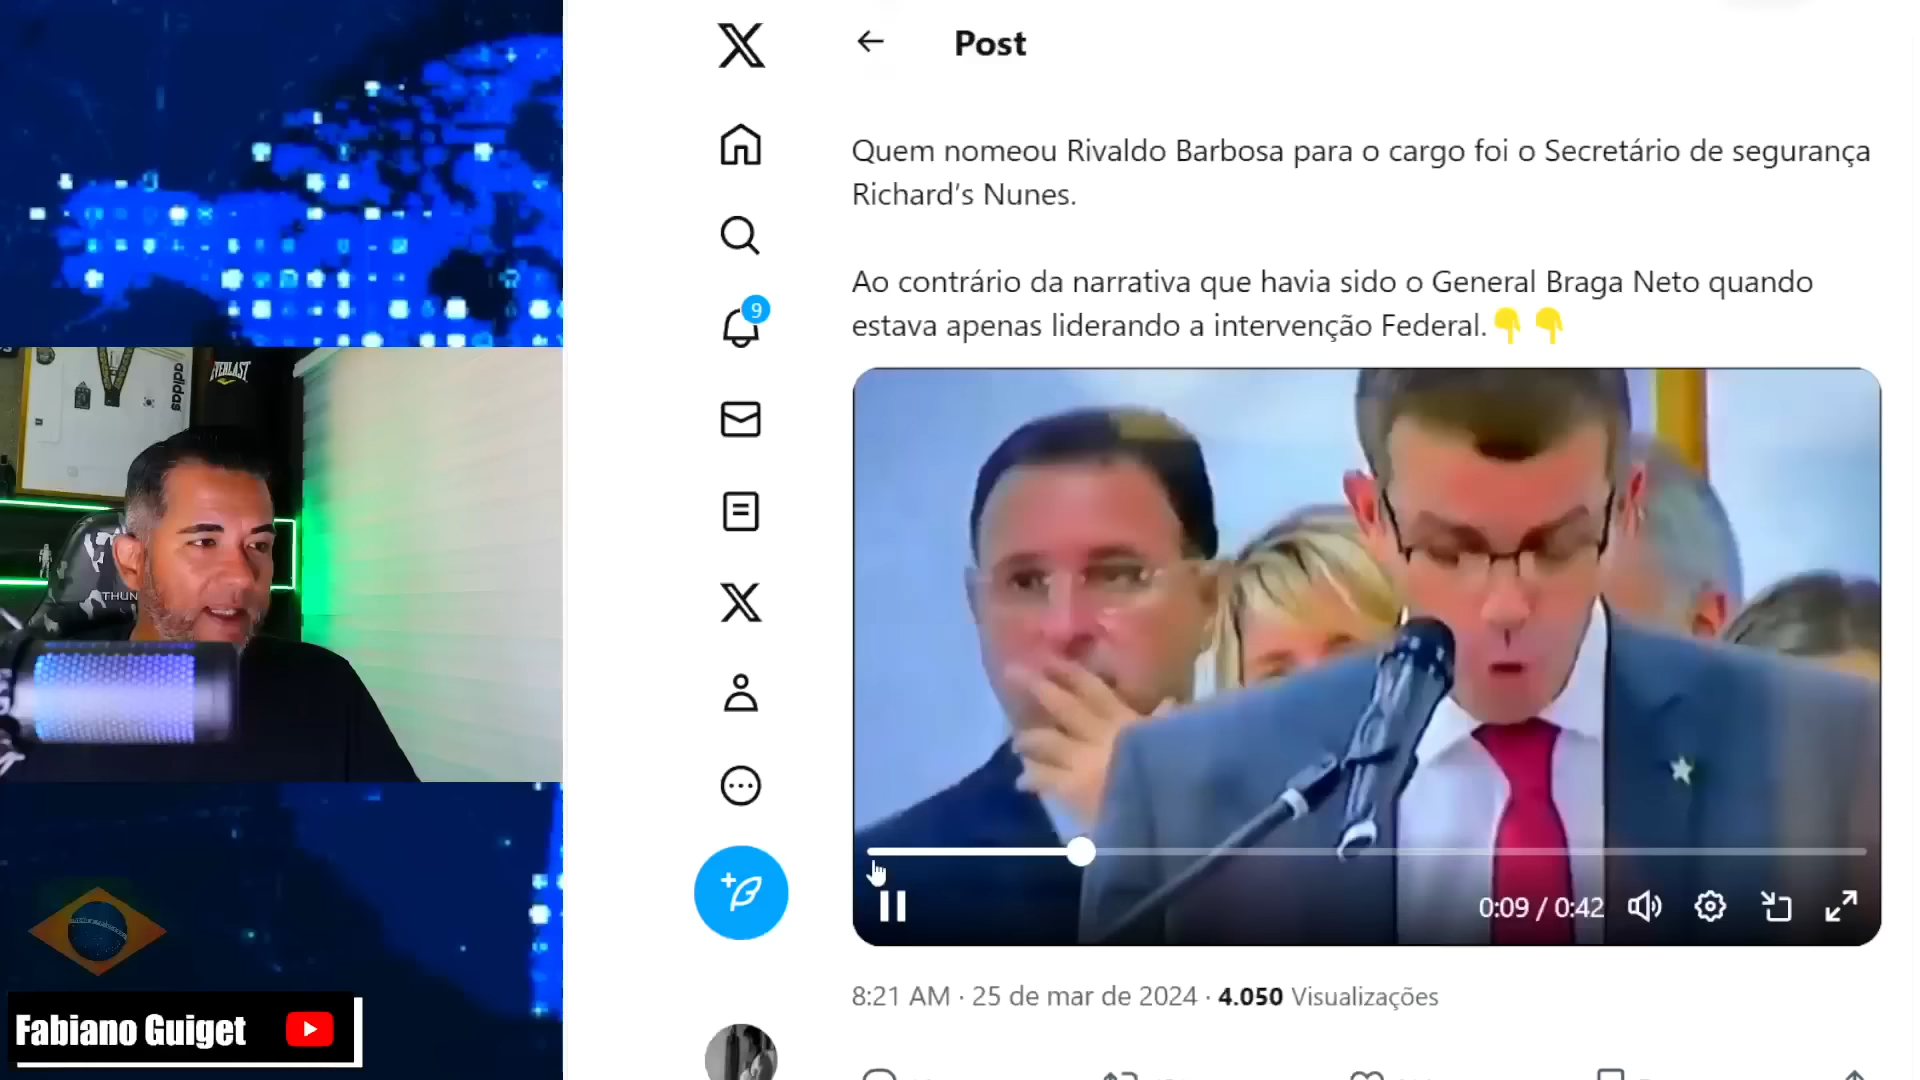 Post
Quem nomeou Rivaldo Barbosa para o cargo foi o Secretário de segurança
Richard’s Nunes.
Ao contrário da narrativa que havia sido o General Braga Neto quando
estava apenas liderando a intervenção Federal.👇👇
9
adidas
EVERLAST
THUN
0:09 / 0:42
8:21 AM · 25 de mar de 2024 · 4.050 Visualizações
Fabiano Guiget